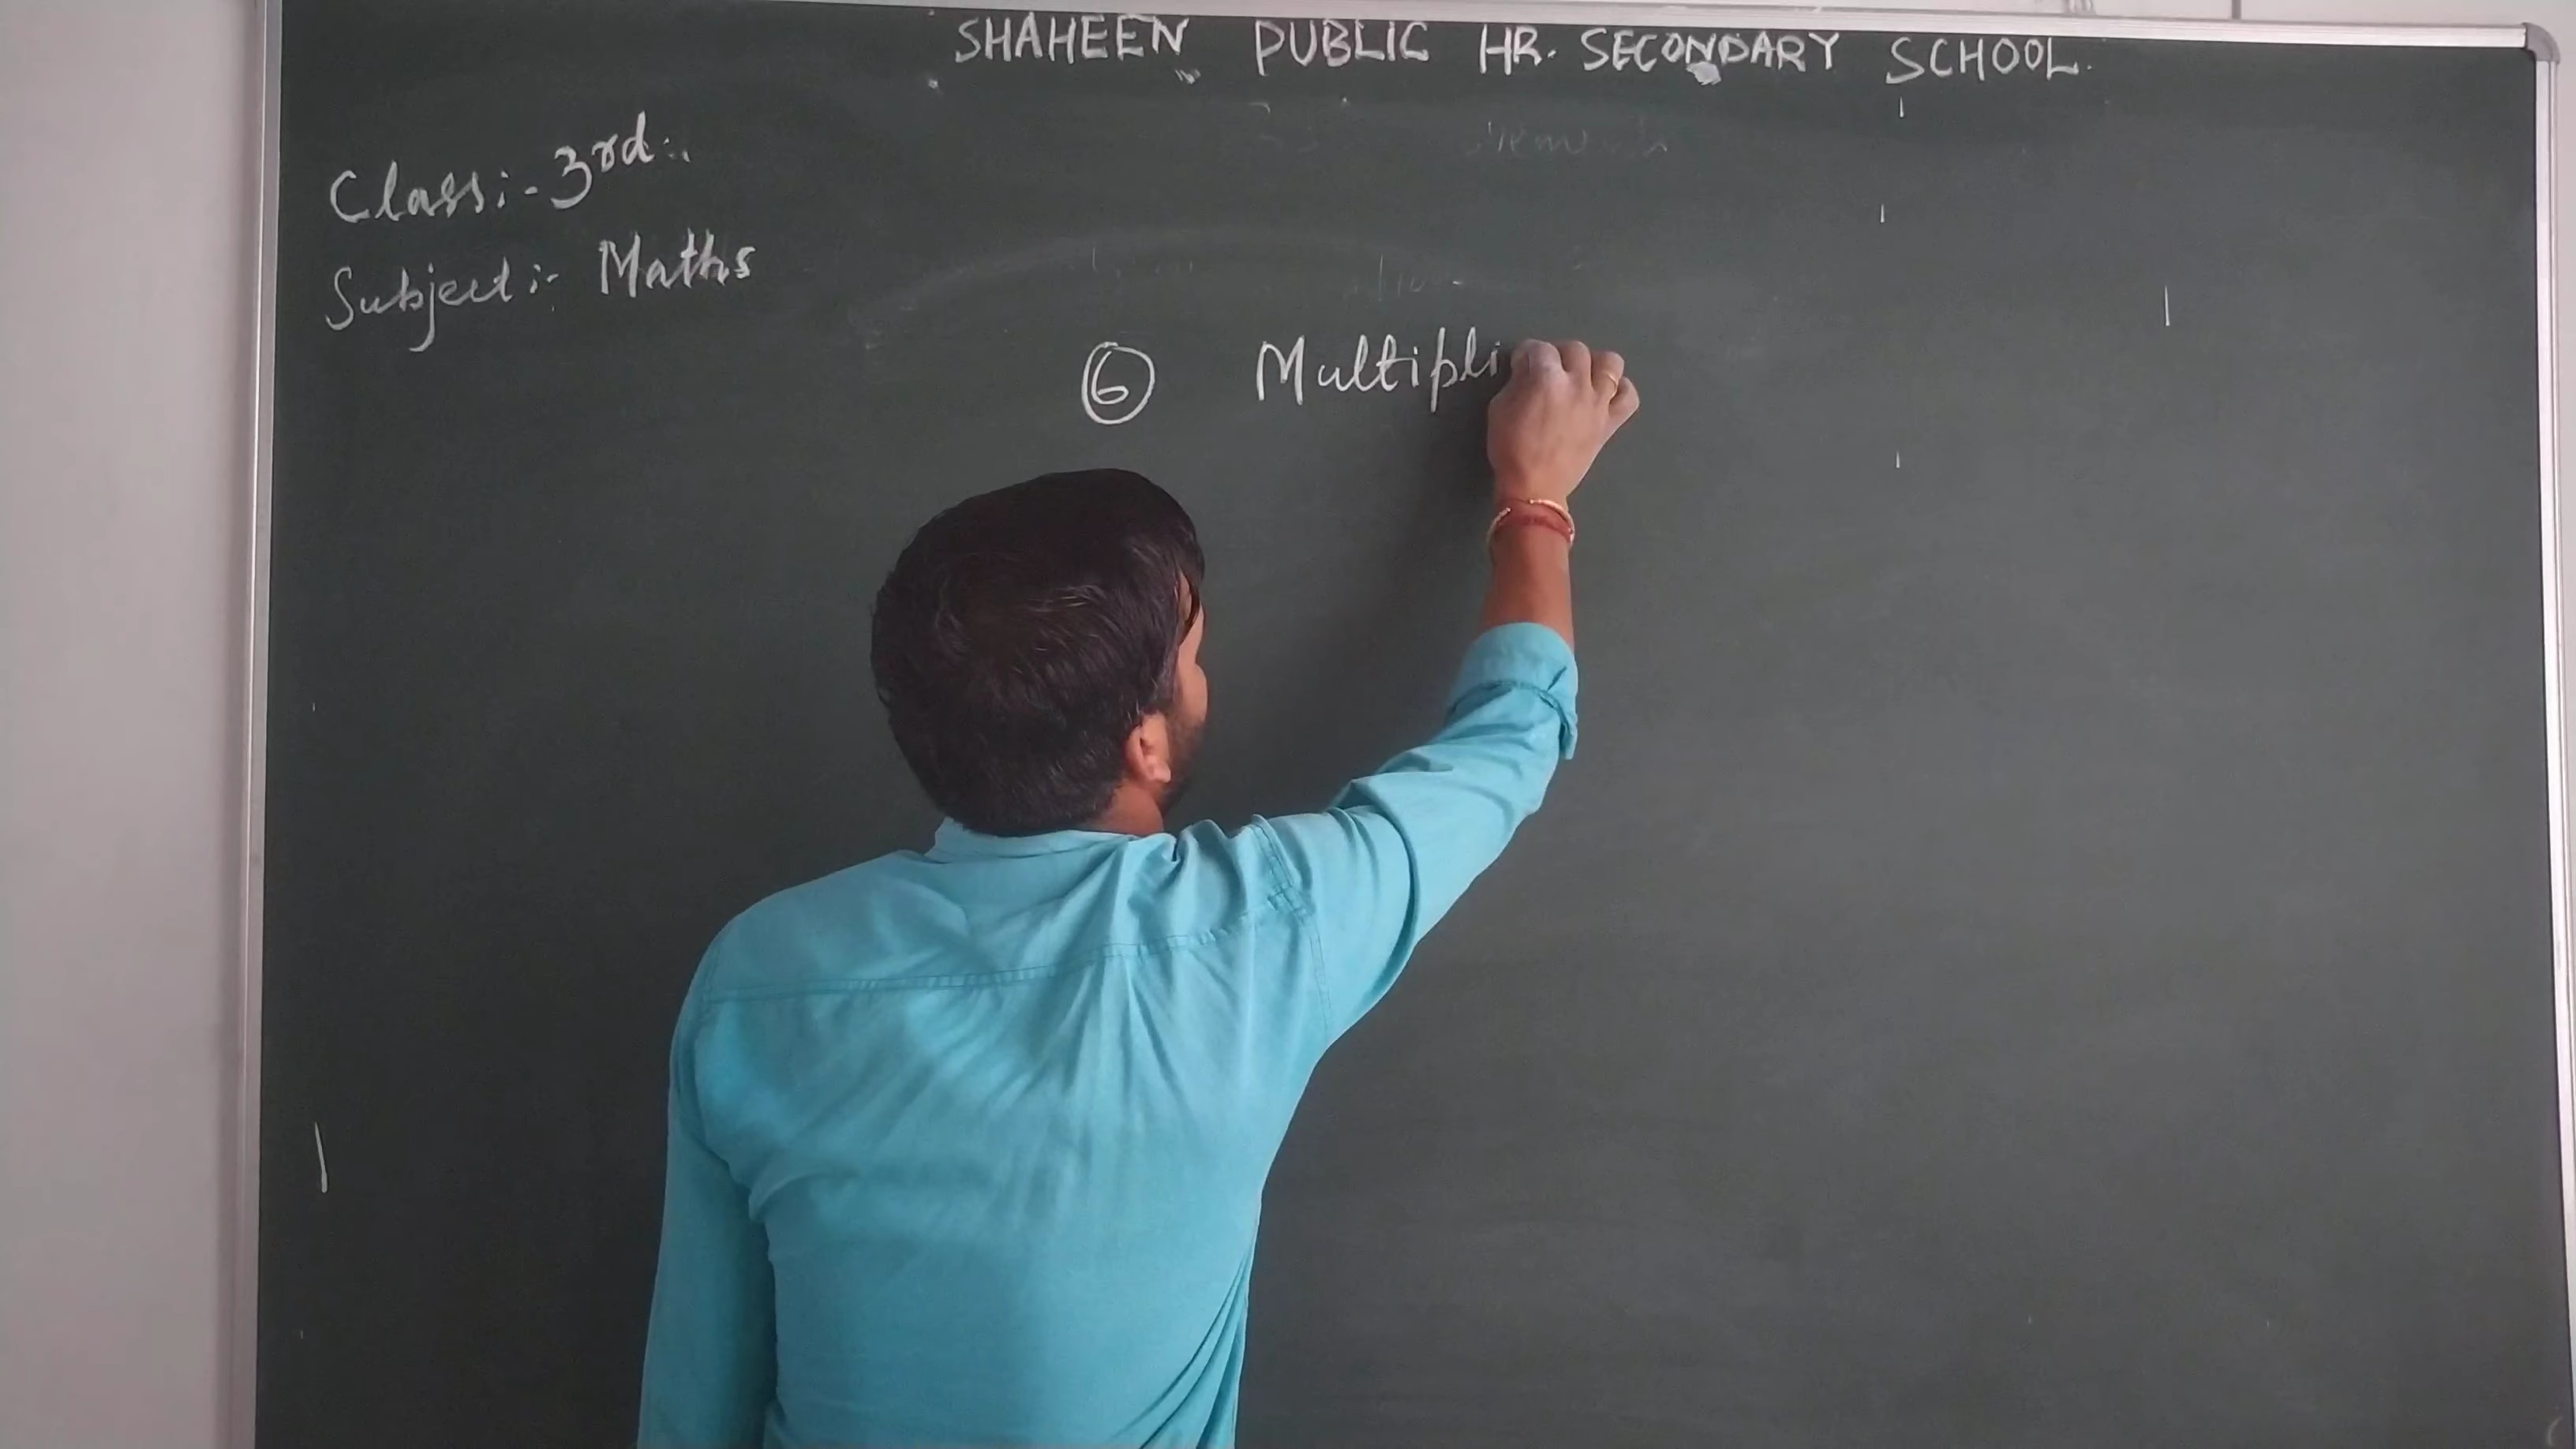 SHAHEEN PUBLIC HR. SECONDARY SCHOOL.
Class:- 3rd.
Subject:- Maths
6 Multipli